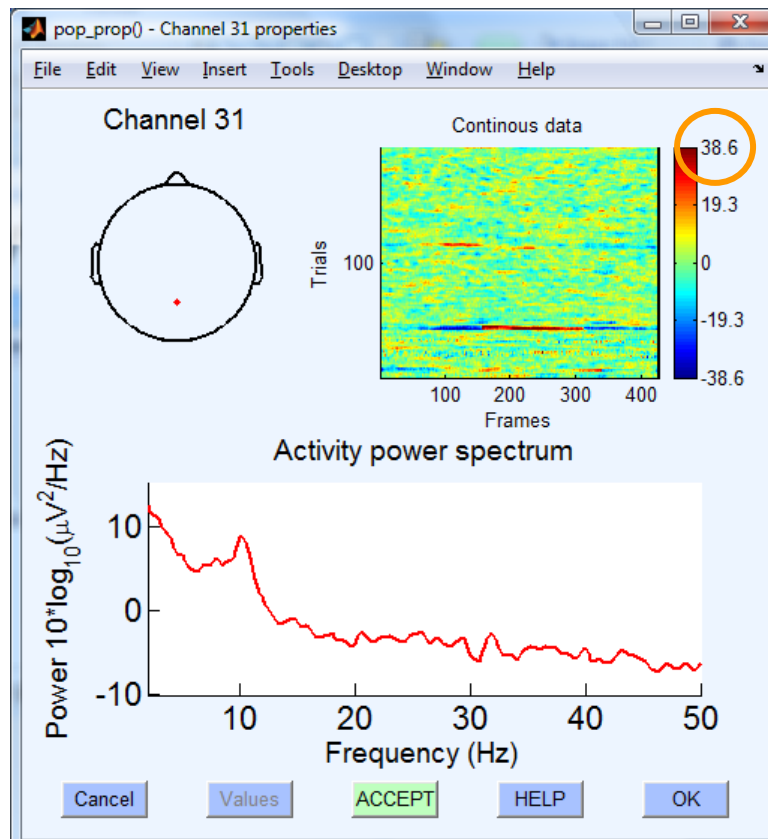 pop_prop() - Channel 31 properties
File Edit View Insert Tools Desktop Window Help
Channel 31
Continous data
38.6
19.3
0
-19.3
-38.6
Trials
100
100 200 300 400
Frames
Activity power spectrum
Power 10*log10(μV²/Hz)
10
0
-10
10 20 30 40 50
Frequency (Hz)
Cancel Values ACCEPT HELP OK